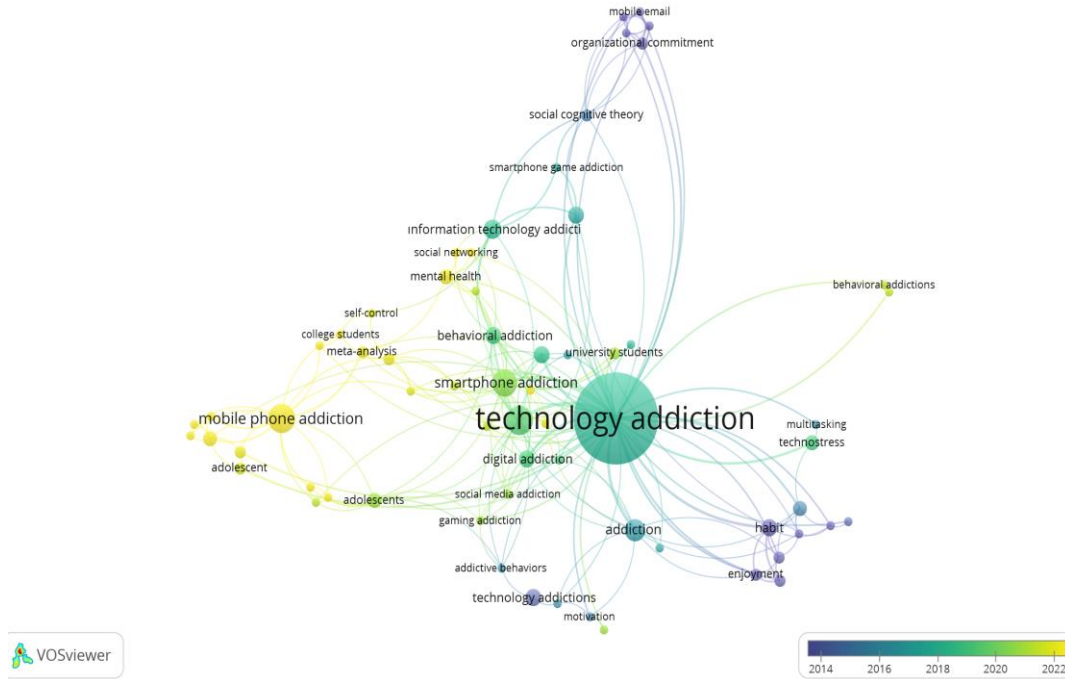 mobile email
organizational commitment
social cognitive theory
smartphone game addiction
information technology addicti
social networking
mental health
behavioral addictions
self-control
college students
behavioral addiction
meta-analysis
university students
smartphone addiction
mobile phone addiction
technology addiction
multitasking
technostress
digital addiction
adolescent
social media addiction
adolescents
gaming addiction
addiction
habit
addictive behaviors
enjoyment
technology addictions
motivation
VOSviewer
2014 2016 2018 2020 2022